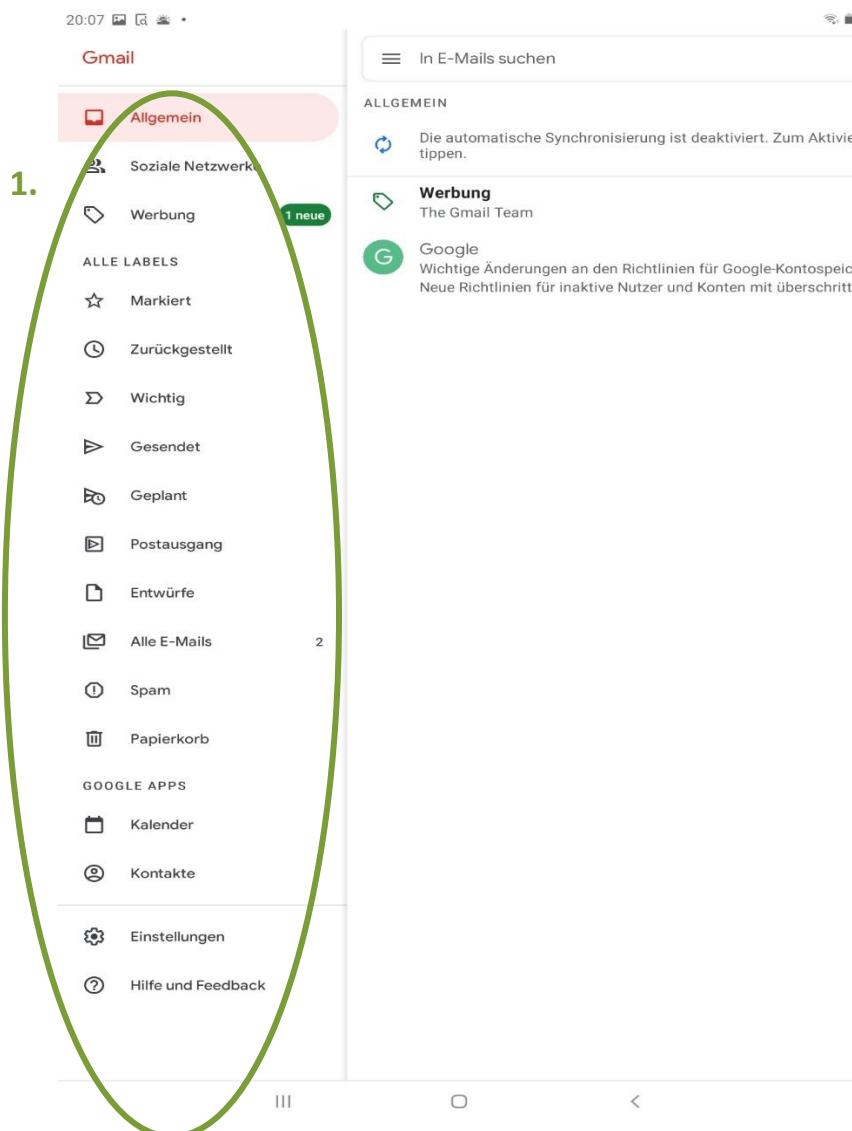 20:07
Gmail
1.
Allgemein
Soziale Netzwerke
Werbung
1 neue
ALLE LABELS
Markiert
Zurückgestellt
Wichtig
Gesendet
Geplant
Postausgang
Entwürfe
Alle E-Mails 2
Spam
Papierkorb
GOOGLE APPS
Kalender
Kontakte
Einstellungen
Hilfe und Feedback
In E-Mails suchen
ALLGEMEIN
Die automatische Synchronisierung ist deaktiviert. Zum Aktivie
tippen.
Werbung
The Gmail Team
G
Google
Wichtige Änderungen an den Richtlinien für Google-Kontospeic
Neue Richtlinien für inaktive Nutzer und Konten mit überschritt